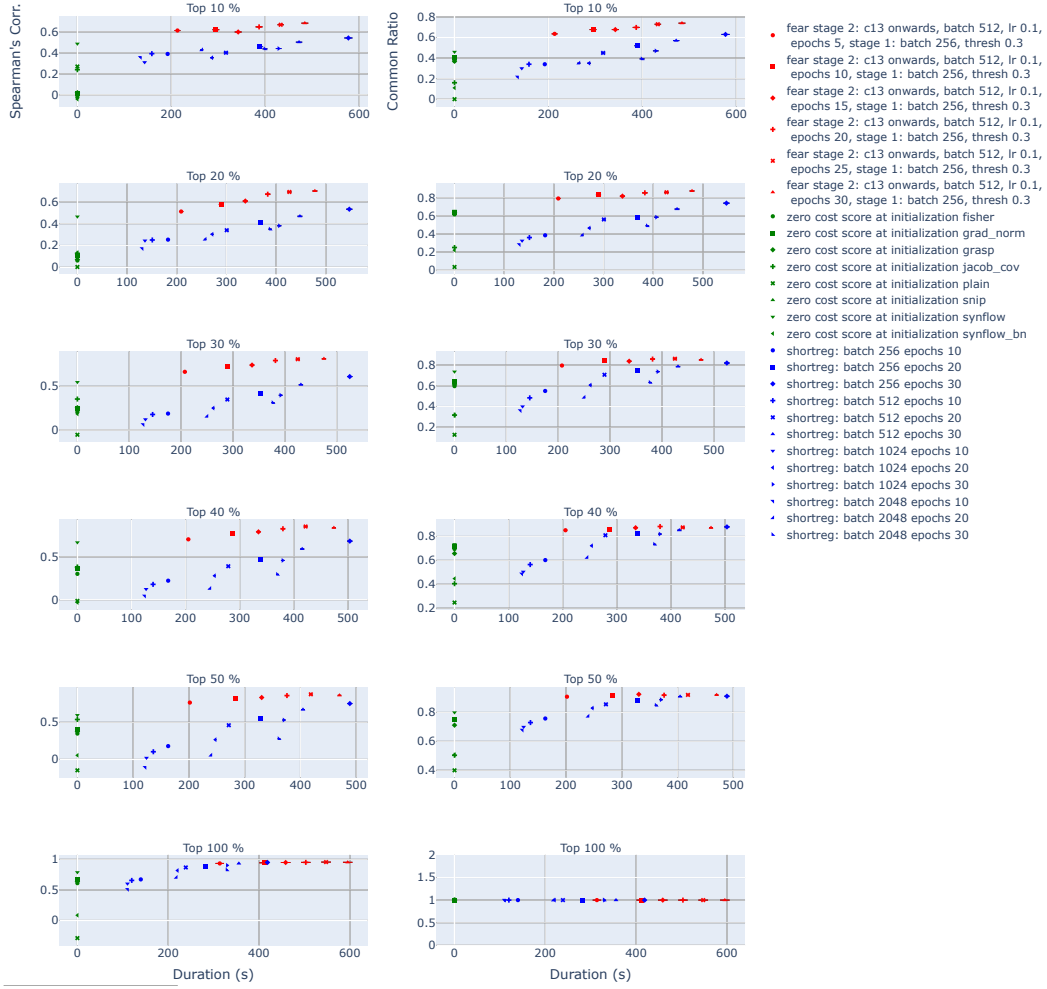 Top 10 %
Spearman's Corr.
0.6
0.4
0.2
0
0
200
400
600
Top 10 %
Common Ratio
0.8
0.6
0.4
0.2
0
0
200
400
600
Top 20 %
0.6
0.4
0.2
0
0
100
200
300
400
500
Top 20 %
0.8
0.6
0.4
0.2
0
0
100
200
300
400
500
Top 30 %
0.5
0
0
100
200
300
400
500
Top 30 %
0.8
0.6
0.4
0.2
0
100
200
300
400
500
Top 40 %
0.5
0
0
100
200
300
400
500
Top 40 %
0.8
0.6
0.4
0.2
0
100
200
300
400
500
Top 50 %
0.5
0
0
100
200
300
400
500
Top 50 %
0.8
0.6
0.4
0
100
200
300
400
500
Top 100 %
1
0.5
0
0
200
400
600
Duration (s)
Top 100 %
2
1.5
1
0.5
0
0
200
400
600
Duration (s)
fear stage 2: c13 onwards, batch 512, lr 0.1,
epochs 5, stage 1: batch 256, thresh 0.3
fear stage 2: c13 onwards, batch 512, lr 0.1,
epochs 10, stage 1: batch 256, thresh 0.3
fear stage 2: c13 onwards, batch 512, lr 0.1,
epochs 15, stage 1: batch 256, thresh 0.3
fear stage 2: c13 onwards, batch 512, lr 0.1,
epochs 20, stage 1: batch 256, thresh 0.3
fear stage 2: c13 onwards, batch 512, lr 0.1,
epochs 25, stage 1: batch 256, thresh 0.3
fear stage 2: c13 onwards, batch 512, lr 0.1,
epochs 30, stage 1: batch 256, thresh 0.3
zero cost score at initialization fisher
zero cost score at initialization grad_norm
zero cost score at initialization grasp
zero cost score at initialization jacob_cov
zero cost score at initialization plain
zero cost score at initialization snip
zero cost score at initialization synflow
zero cost score at initialization synflow_bn
shortreg: batch 256 epochs 10
shortreg: batch 256 epochs 20
shortreg: batch 256 epochs 30
shortreg: batch 512 epochs 10
shortreg: batch 512 epochs 20
shortreg: batch 512 epochs 30
shortreg: batch 1024 epochs 10
shortreg: batch 1024 epochs 20
shortreg: batch 1024 epochs 30
shortreg: batch 2048 epochs 10
shortreg: batch 2048 epochs 20
shortreg: batch 2048 epochs 30